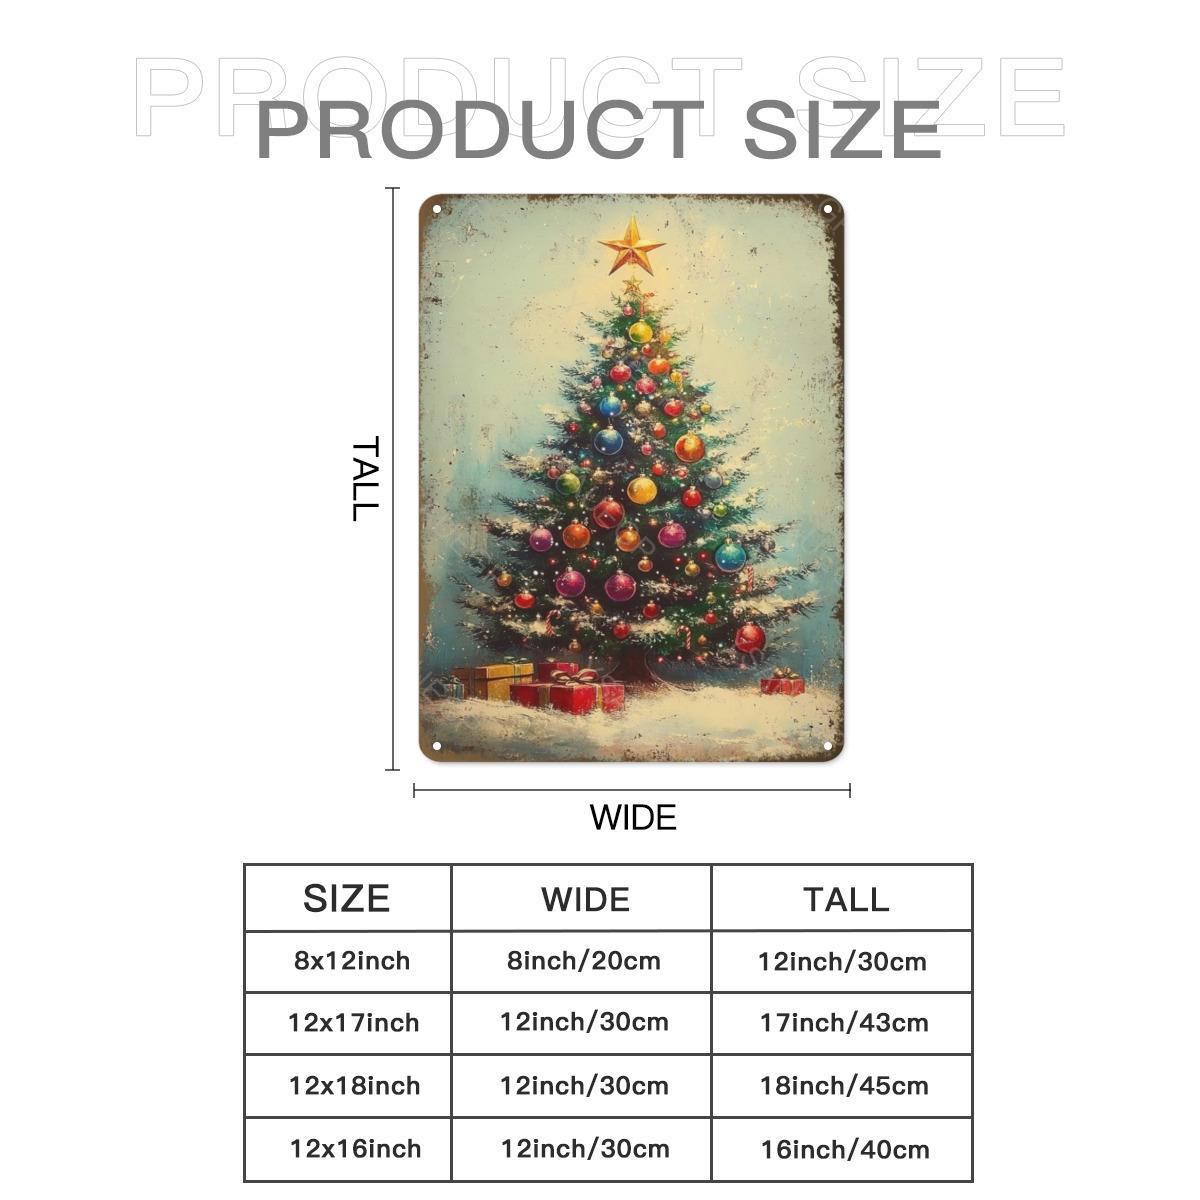 PRODUCT SIZE
PRODUCT SIZE
TALL
WIDE
SIZE WIDE TALL
8x12inch 8inch/20cm 12inch/30cm
12x17inch 12inch/30cm 17inch/43cm
12x18inch 12inch/30cm 18inch/45cm
12x16inch 12inch/30cm 16inch/40cm